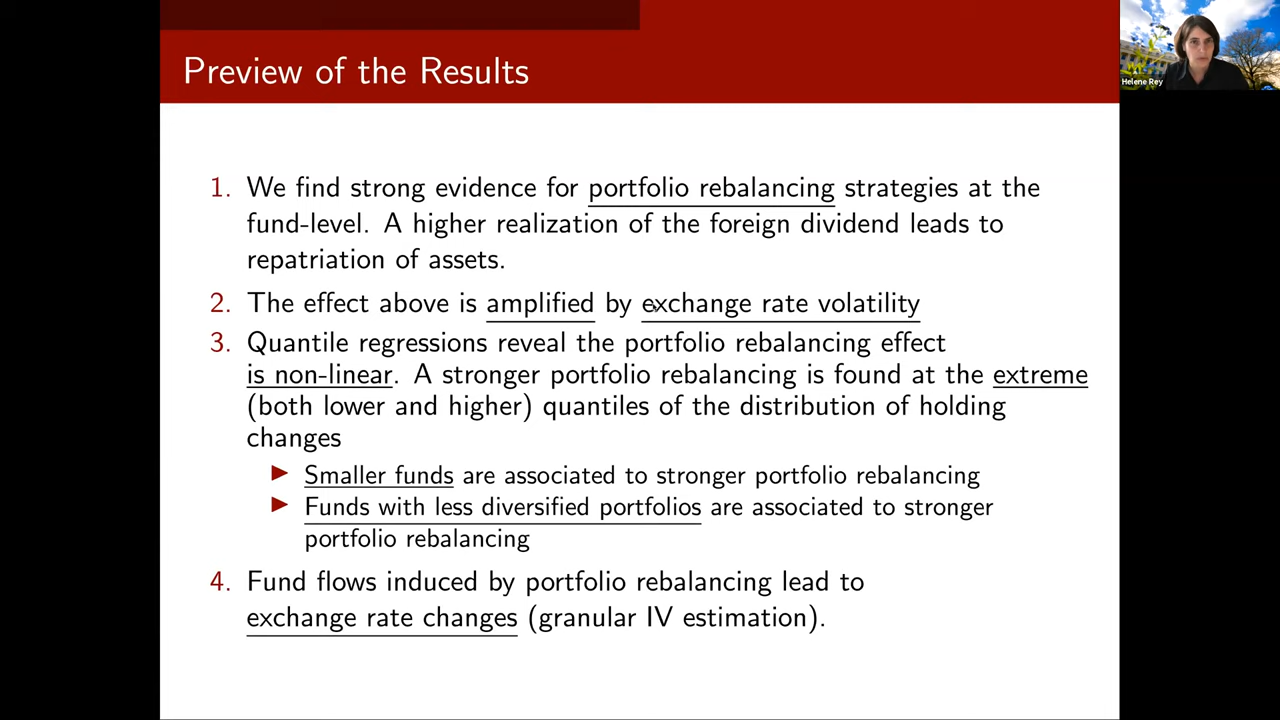 Preview of the Results
Helene Rey
1. We find strong evidence for portfolio rebalancing strategies at the
fund-level. A higher realization of the foreign dividend leads to
repatriation of assets.
2. The effect above is amplified by exchange rate volatility
3. Quantile regressions reveal the portfolio rebalancing effect
is non-linear. A stronger portfolio rebalancing is found at the extreme
(both lower and higher) quantiles of the distribution of holding
changes
▶ Smaller funds are associated to stronger portfolio rebalancing
▶ Funds with less diversified portfolios are associated to stronger
portfolio rebalancing
4. Fund flows induced by portfolio rebalancing lead to
exchange rate changes (granular IV estimation).